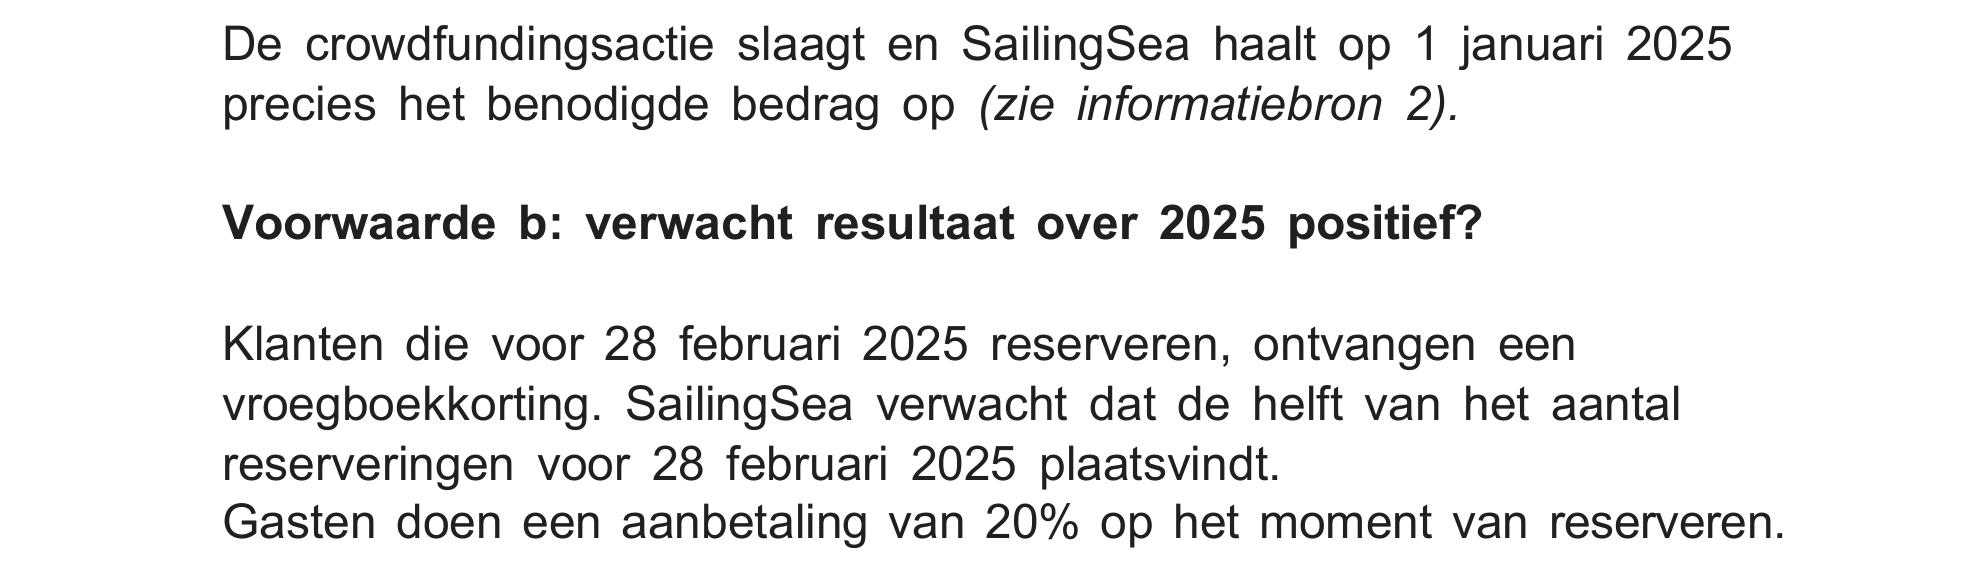 De crowdfundingsactie slaagt en SailingSea haalt op 1 januari 2025
precies het benodigde bedrag op (zie informatiebron 2).
Voorwaarde b: verwacht resultaat over 2025 positief?
Klanten die voor 28 februari 2025 reserveren, ontvangen een
vroegboekkorting. SailingSea verwacht dat de helft van het aantal
reserveringen voor 28 februari 2025 plaatsvindt.
Gasten doen een aanbetaling van 20% op het moment van reserveren.